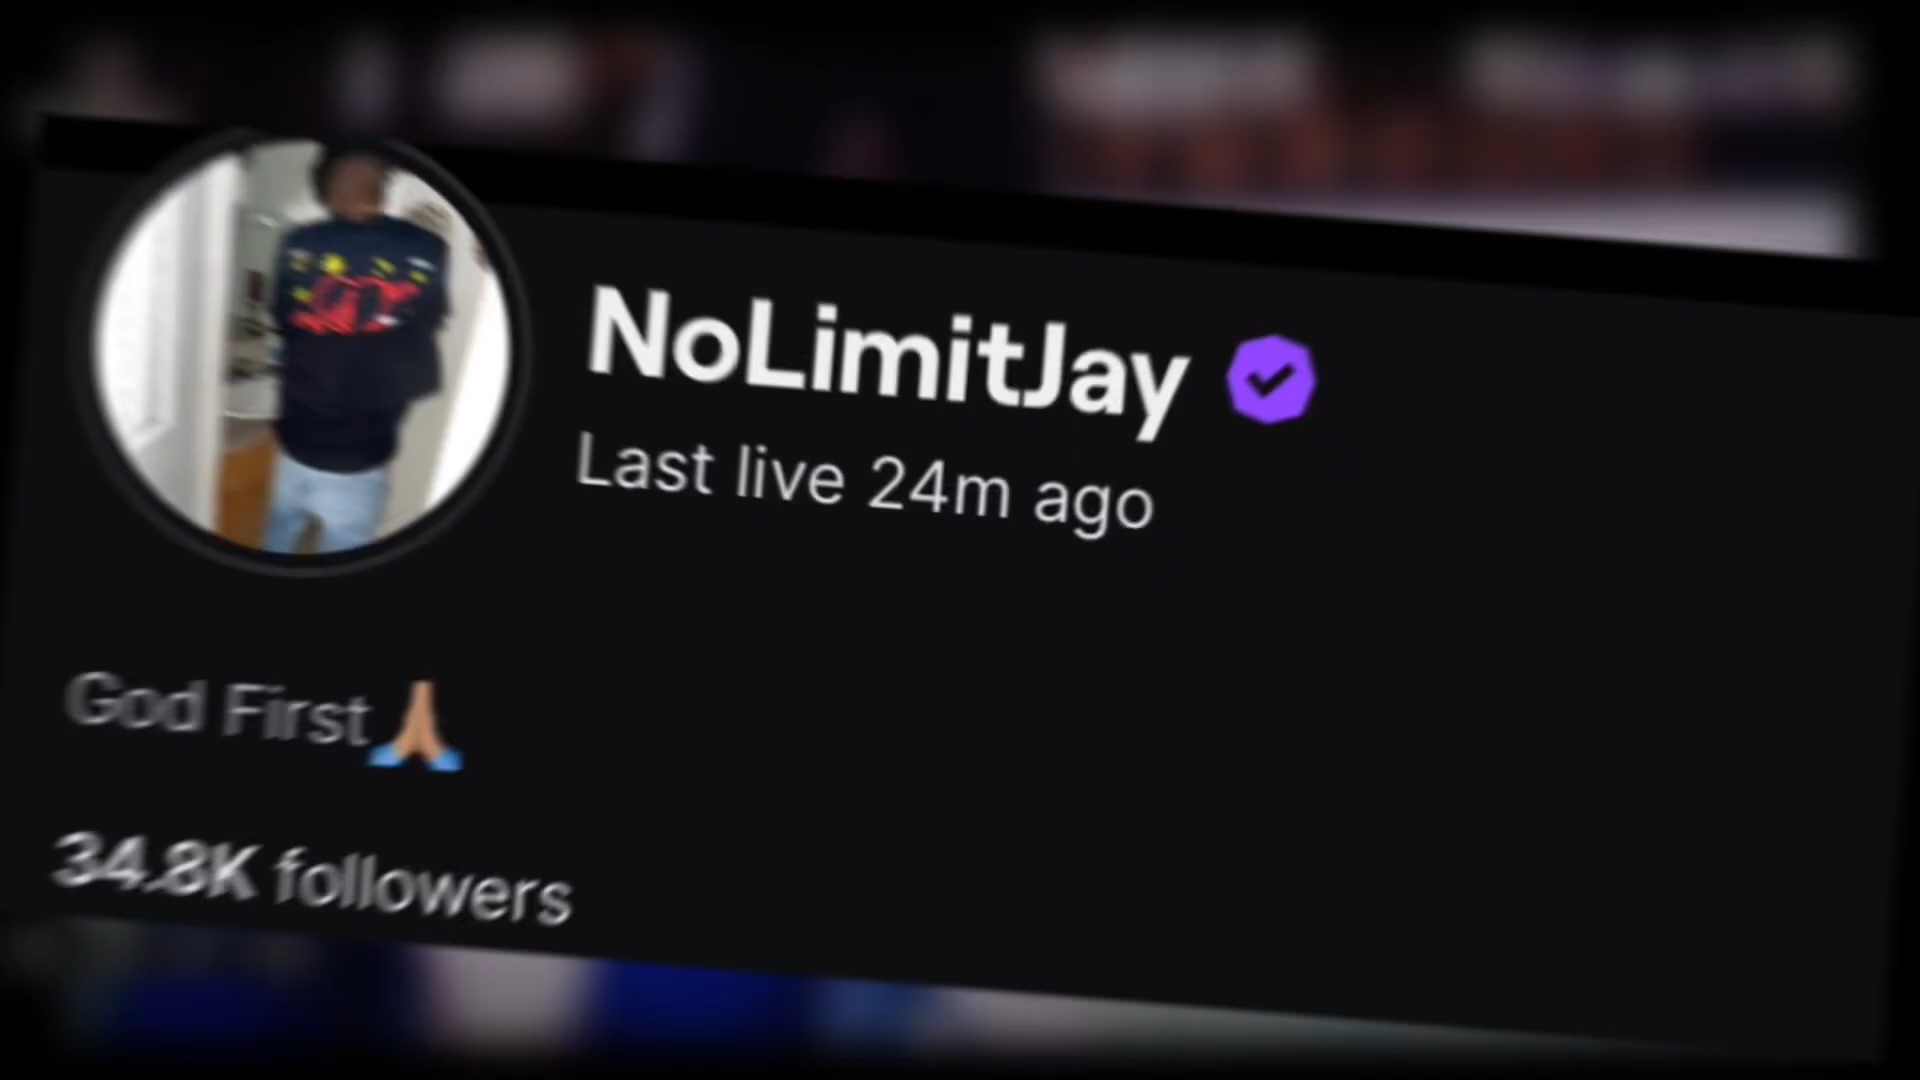 NoLimitJay
Last live 24m ago
God First🙏🏼
34.8K followers